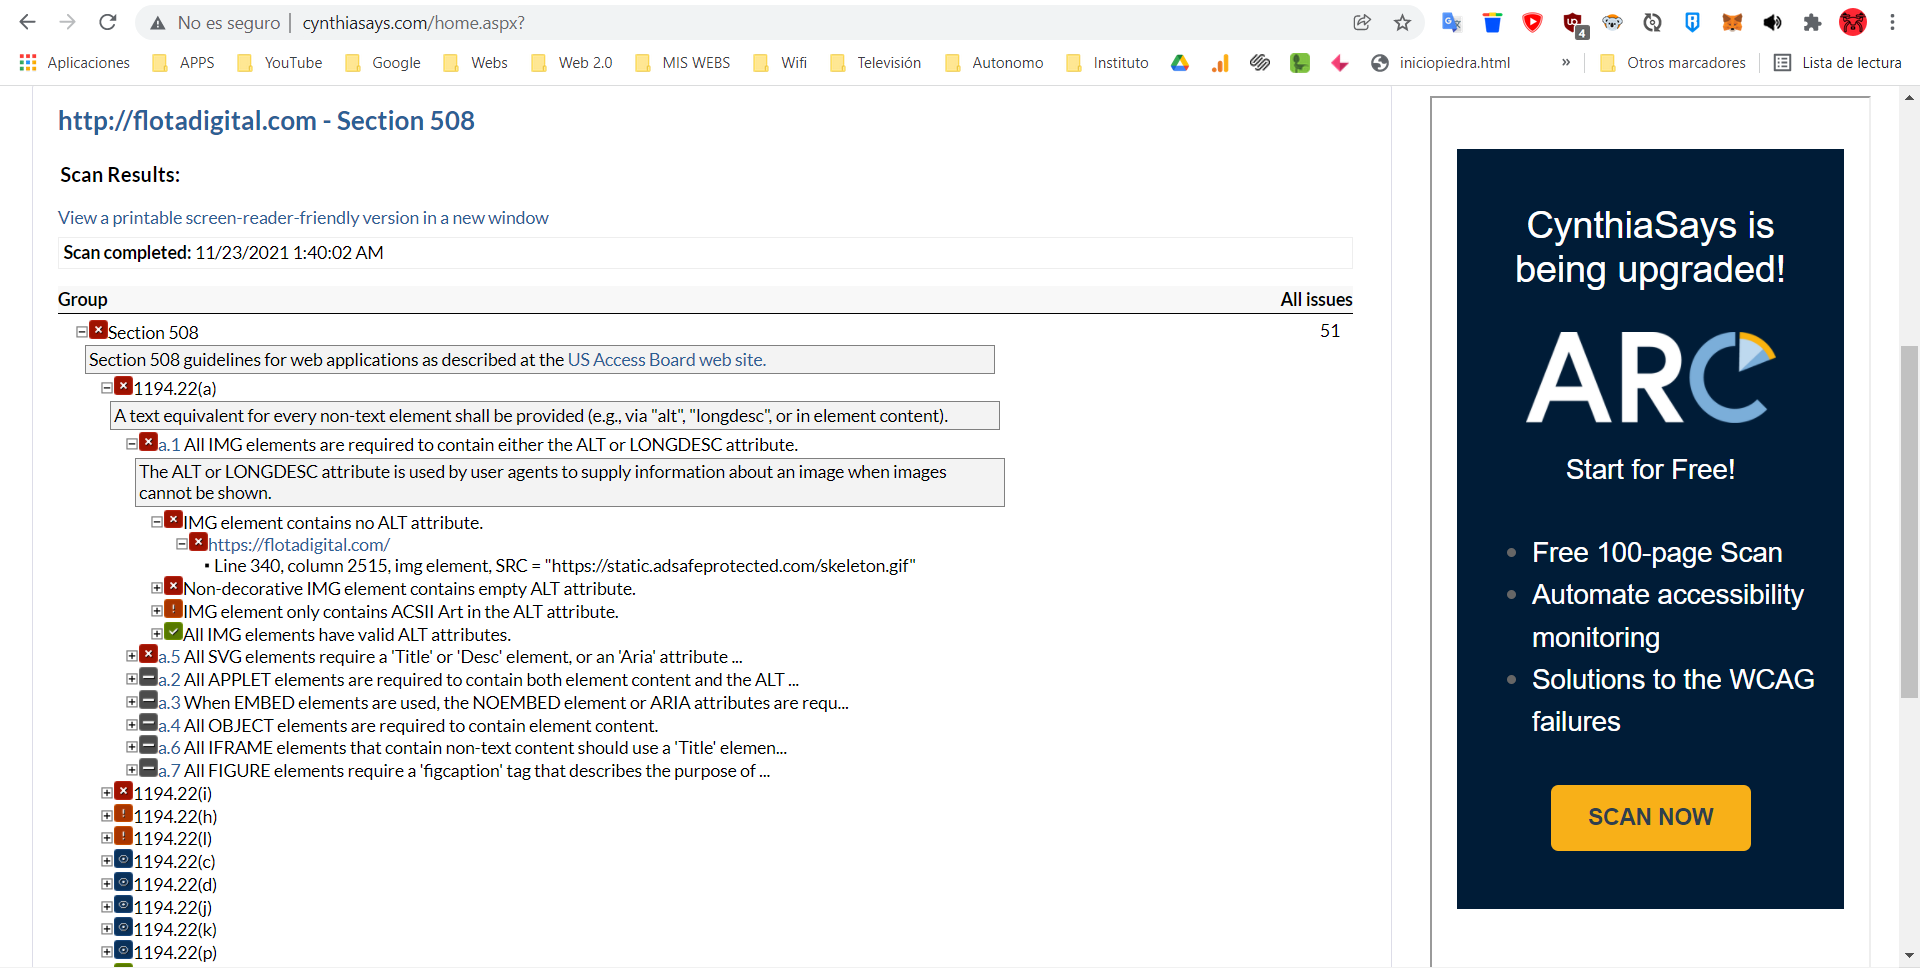 No es seguro | cynthiasays.com/home.aspx?
4
Aplicaciones APPS YouTube Google Webs Web 2.0 MIS WEBS Wifi Televisión Autonomo Instituto iniciopiedra.html » Otros marcadores Lista de lectura
http://flotadigital.com - Section 508
Scan Results:
View a printable screen-reader-friendly version in a new window
Scan completed: 11/23/2021 1:40:02 AM
Group All issues
Section 508 51
Section 508 guidelines for web applications as described at the US Access Board web site.
1194.22(a)
A text equivalent for every non-text element shall be provided (e.g., via "alt", "longdesc", or in element content).
a.1 All IMG elements are required to contain either the ALT or LONGDESC attribute.
The ALT or LONGDESC attribute is used by user agents to supply information about an image when images
cannot be shown.
IMG element contains no ALT attribute.
https://flotadigital.com/
▪ Line 340, column 2515, img element, SRC = "https://static.adsafeprotected.com/skeleton.gif"
Non-decorative IMG element contains empty ALT attribute.
IMG element only contains ACSII Art in the ALT attribute.
All IMG elements have valid ALT attributes.
a.5 All SVG elements require a 'Title' or 'Desc' element, or an 'Aria' attribute ...
a.2 All APPLET elements are required to contain both element content and the ALT ...
a.3 When EMBED elements are used, the NOEMBED element or ARIA attributes are requ...
a.4 All OBJECT elements are required to contain element content.
a.6 All IFRAME elements that contain non-text content should use a 'Title' elemen...
a.7 All FIGURE elements require a 'figcaption' tag that describes the purpose of ...
1194.22(i)
1194.22(h)
1194.22(l)
1194.22(c)
1194.22(d)
1194.22(j)
1194.22(k)
1194.22(p)
CynthiaSays is
being upgraded!
ARC
Start for Free!
• Free 100-page Scan
• Automate accessibility
monitoring
• Solutions to the WCAG
failures
SCAN NOW